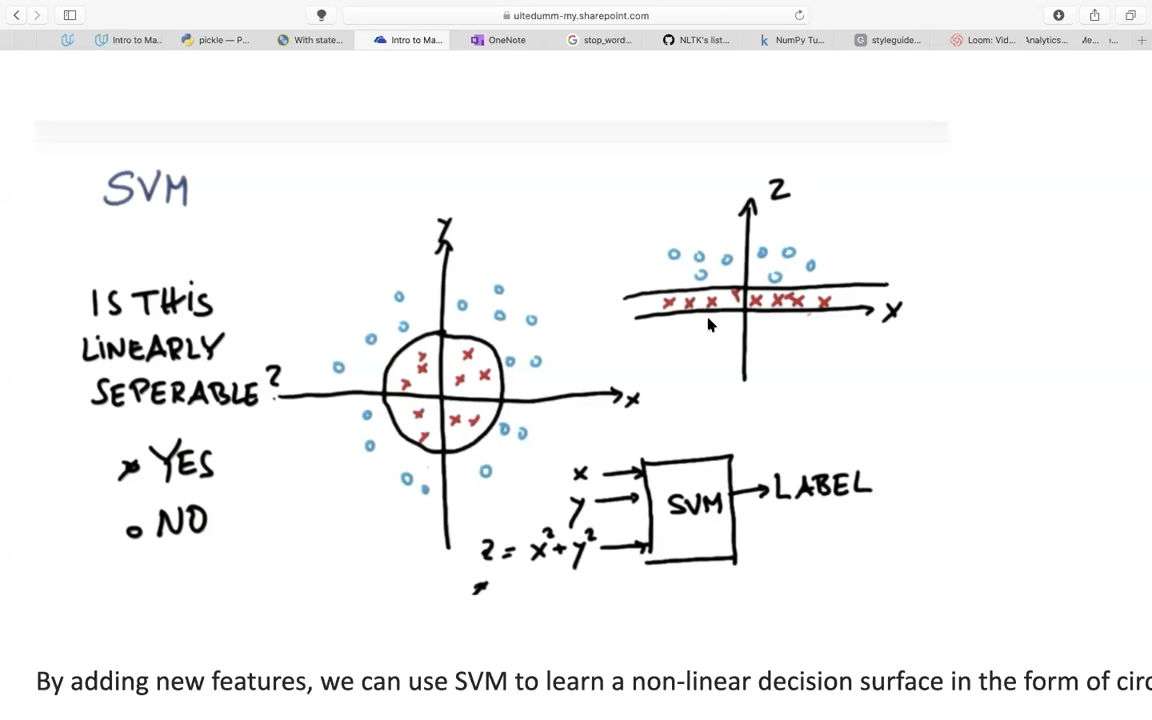 uitedumm-my.sharepoint.com
Intro to Ma..
pickle — P...
With state...
Intro to Ma...
OneNote
stop_word...
NLTK's list...
NumPy Tu...
styleguide...
Loom: Vid...
Analytics...
SVM
IS THIS
LINEARLY
SEPERABLE?
YES
NO
y
x
z
x
x
y
z = x²+y²
SVM
LABEL
By adding new features, we can use SVM to learn a non-linear decision surface in the form of circ